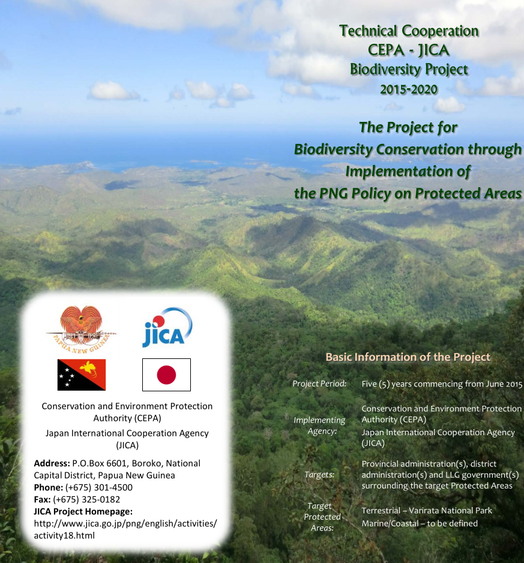 Technical Cooperation
CEPA - JICA
Biodiversity Project
2015-2020
The Project for
Biodiversity Conservation through
Implementation of
the PNG Policy on Protected Areas
PAPUA NEW GUINEA
JICA
Conservation and Environment Protection
Authority (CEPA)
Japan International Cooperation Agency
(JICA)
Address: P.O.Box 6601, Boroko, National
Capital District, Papua New Guinea
Phone: (+675) 301-4500
Fax: (+675) 325-0182
JICA Project Homepage:
http://www.jica.go.jp/png/english/activities/
activity18.html
Basic Information of the Project
Project Period: Five (5) years commencing from June 2015
Implementing Agency:
Conservation and Environment Protection
Authority (CEPA)
Japan International Cooperation Agency
(JICA)
Targets:
Provincial administration(s), district
administration(s) and LLG government(s)
surrounding the target Protected Areas
Target
Protected
Areas:
Terrestrial – Varirata National Park
Marine/Coastal – to be defined